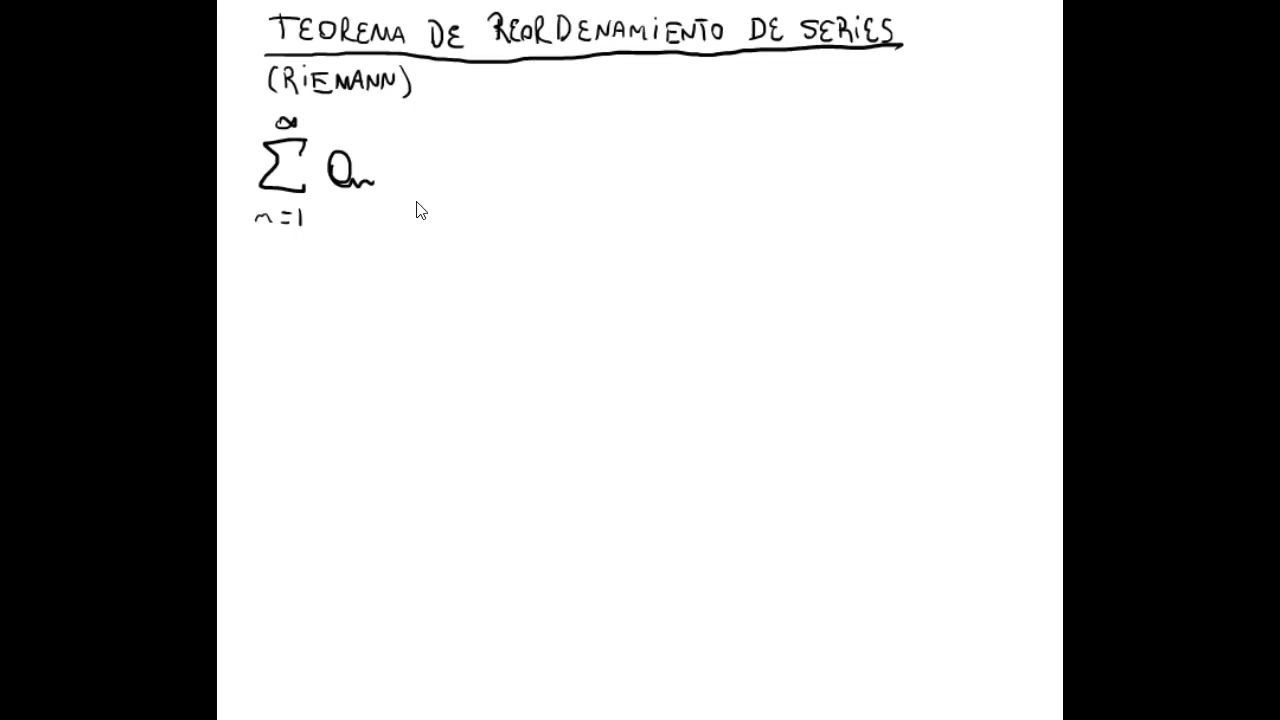 TEOREMA DE REORDENAMIENTO DE SERIES
(RIEMANN)
∞
∑ an
n=1